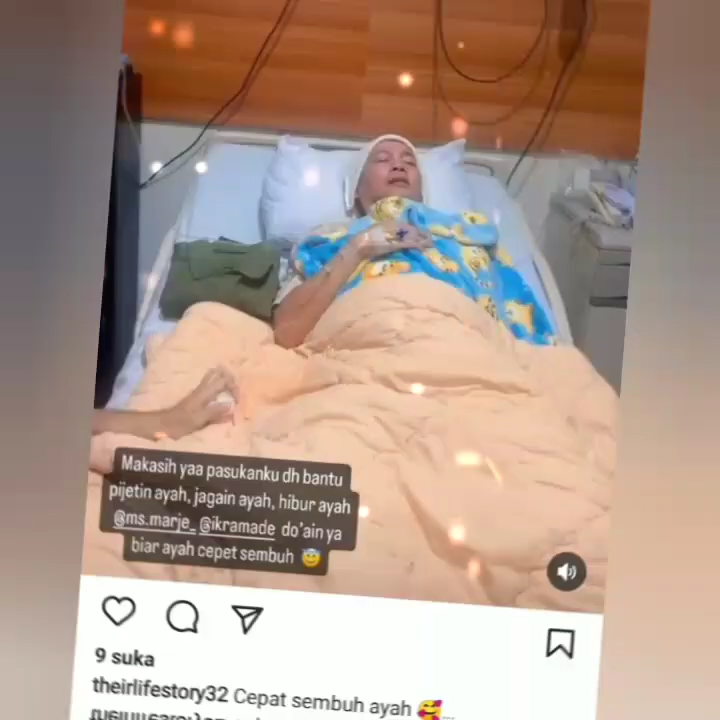 Makasih yaa pasukanku dh bantu
pijetin ayah, jagain ayah, hibur ayah
@ms.marje_ @ikramade do'ain ya
biar ayah cepet sembuh 😇
9 suka
theirlifestory32 Cepat sembuh ayah 🥰...